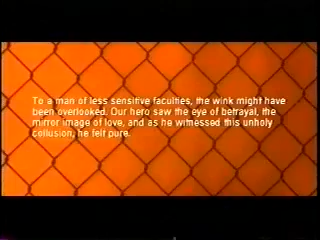 To a man of less sensitive faculties, the wink might have
been overlooked. Our hero saw the eye of betrayal, the
mirror image of love, and as he witnessed this unholy
collusion, he felt pure.